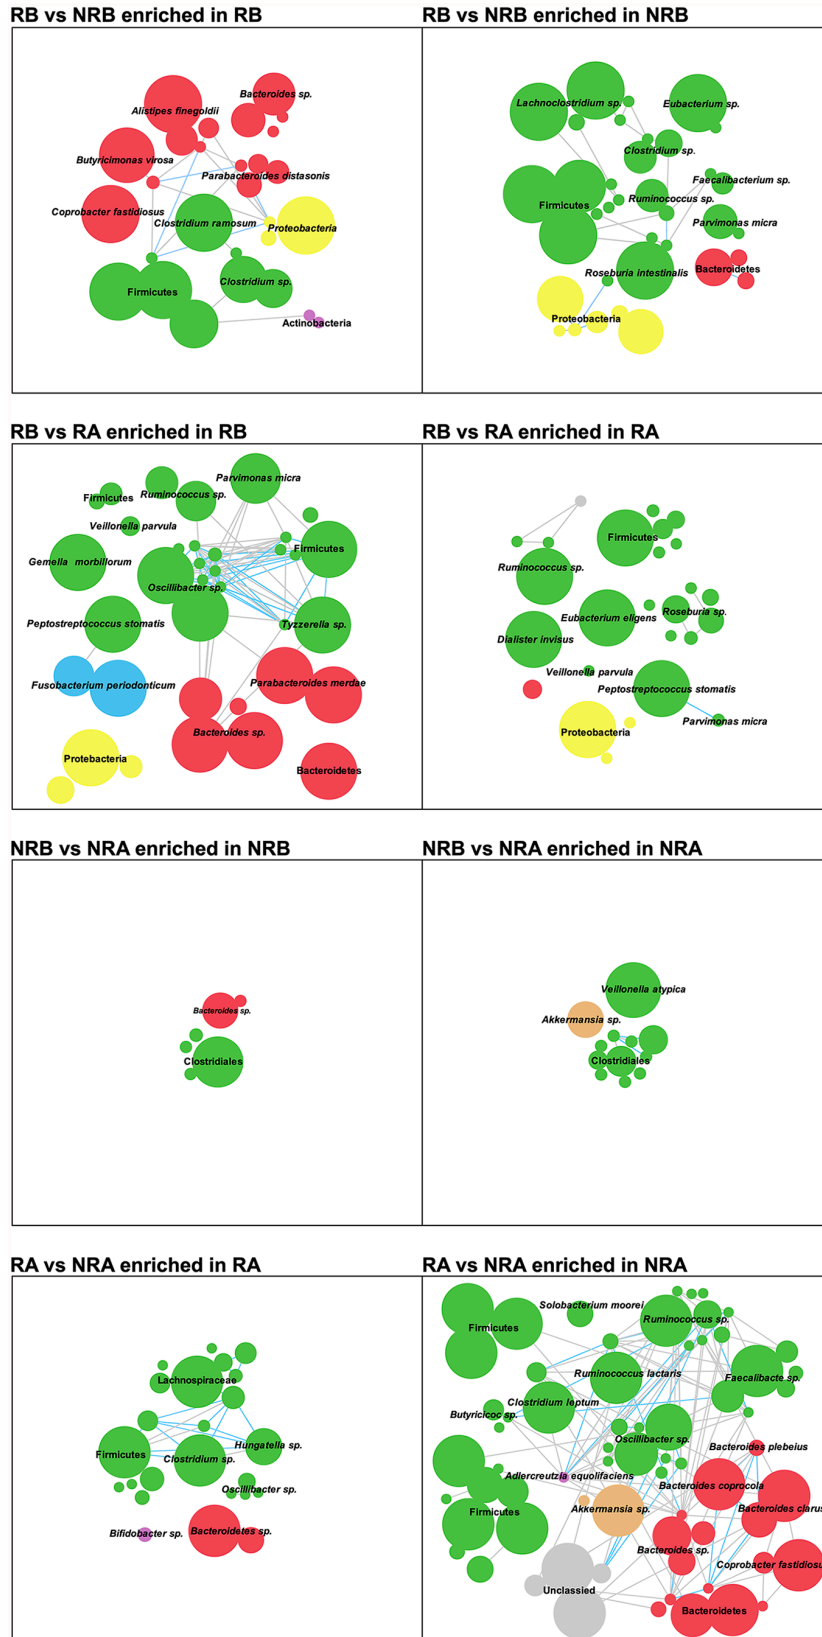 RB vs NRB enriched in RB
Bacteroides sp.
Alistipes finegoldii
Butyricimonas virosa
Parabacteroides distasonis
Coprobacter fastidiosus
Clostridium ramosum
Proteobacteria
Clostridium sp.
Firmicutes
Actinobacteria
RB vs NRB enriched in NRB
Lachnoclostridium sp.
Eubacterium sp.
Clostridium sp.
Faecalibacterium sp.
Ruminococcus sp.
Firmicutes
Parvimonas micra
Roseburia intestinalis
Bacteroidetes
Proteobacteria
RB vs RA enriched in RB
Parvimonas micra
Firmicutes
Ruminococcus sp.
Veillonella parvula
Firmicutes
Gemella morbillorum
Oscillibacter sp.
Peptostreptococcus stomatis
Tyzzerella sp.
Fusobacterium periodonticum
Parabacteroides merdae
Bacteroides sp.
Protebacteria
Bacteroidetes
RB vs RA enriched in RA
Firmicutes
Ruminococcus sp.
Eubacterium eligens
Roseburia sp.
Dialister invisus
Veillonella parvula
Peptostreptococcus stomatis
Parvimonas micra
Proteobacteria
NRB vs NRA enriched in NRB
Bacteroides sp.
Clostridiales
NRB vs NRA enriched in NRA
Veillonella atypica
Akkermansia sp.
Clostridiales
RA vs NRA enriched in RA
Lachnospiraceae
Hungatella sp.
Firmicutes
Clostridium sp.
Oscillibacter sp.
Bifidobacter sp.
Bacteroidetes sp.
RA vs NRA enriched in NRA
Solobacterium moorei
Ruminococcus sp.
Firmicutes
Ruminococcus lactaris
Faecalibacte sp.
Clostridium leptum
Butyricicoc sp.
Oscillibacter sp.
Bacteroides plebeius
Adlercreutzia equolifaciens
Bacteroides coprocola
Akkermansia sp.
Bacteroides clarus
Firmicutes
Bacteroides sp.
Coprobacter fastidiosu
Unclassied
Bacteroidetes